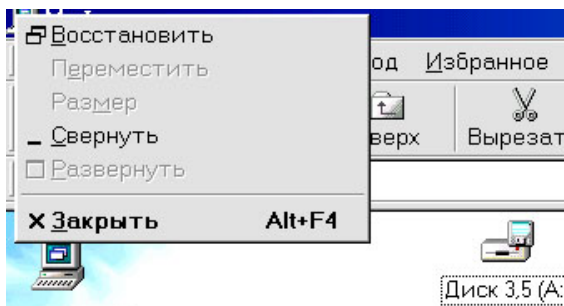 Восстановить
Переместить
Размер
Свернуть
Развернуть
Закрыть Alt+F4
од Избранное
верх Вырезат
Диск 3,5 (A: